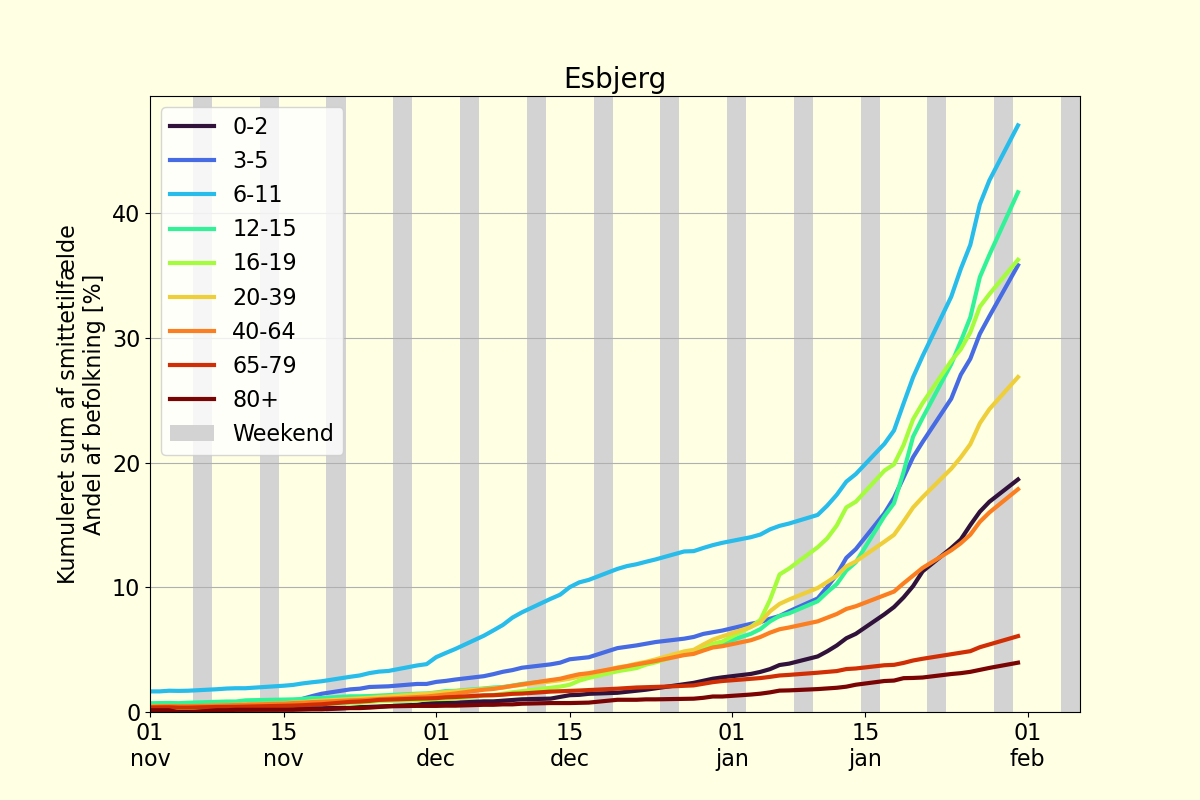 Esbjerg
Kumuleret sum af smittetilfælde
Andel af befolkning [%]
40
30
20
10
0
0-2
3-5
6-11
12-15
16-19
20-39
40-64
65-79
80+
Weekend
01 nov
15 nov
01 dec
15 dec
01 jan
15 jan
01 feb